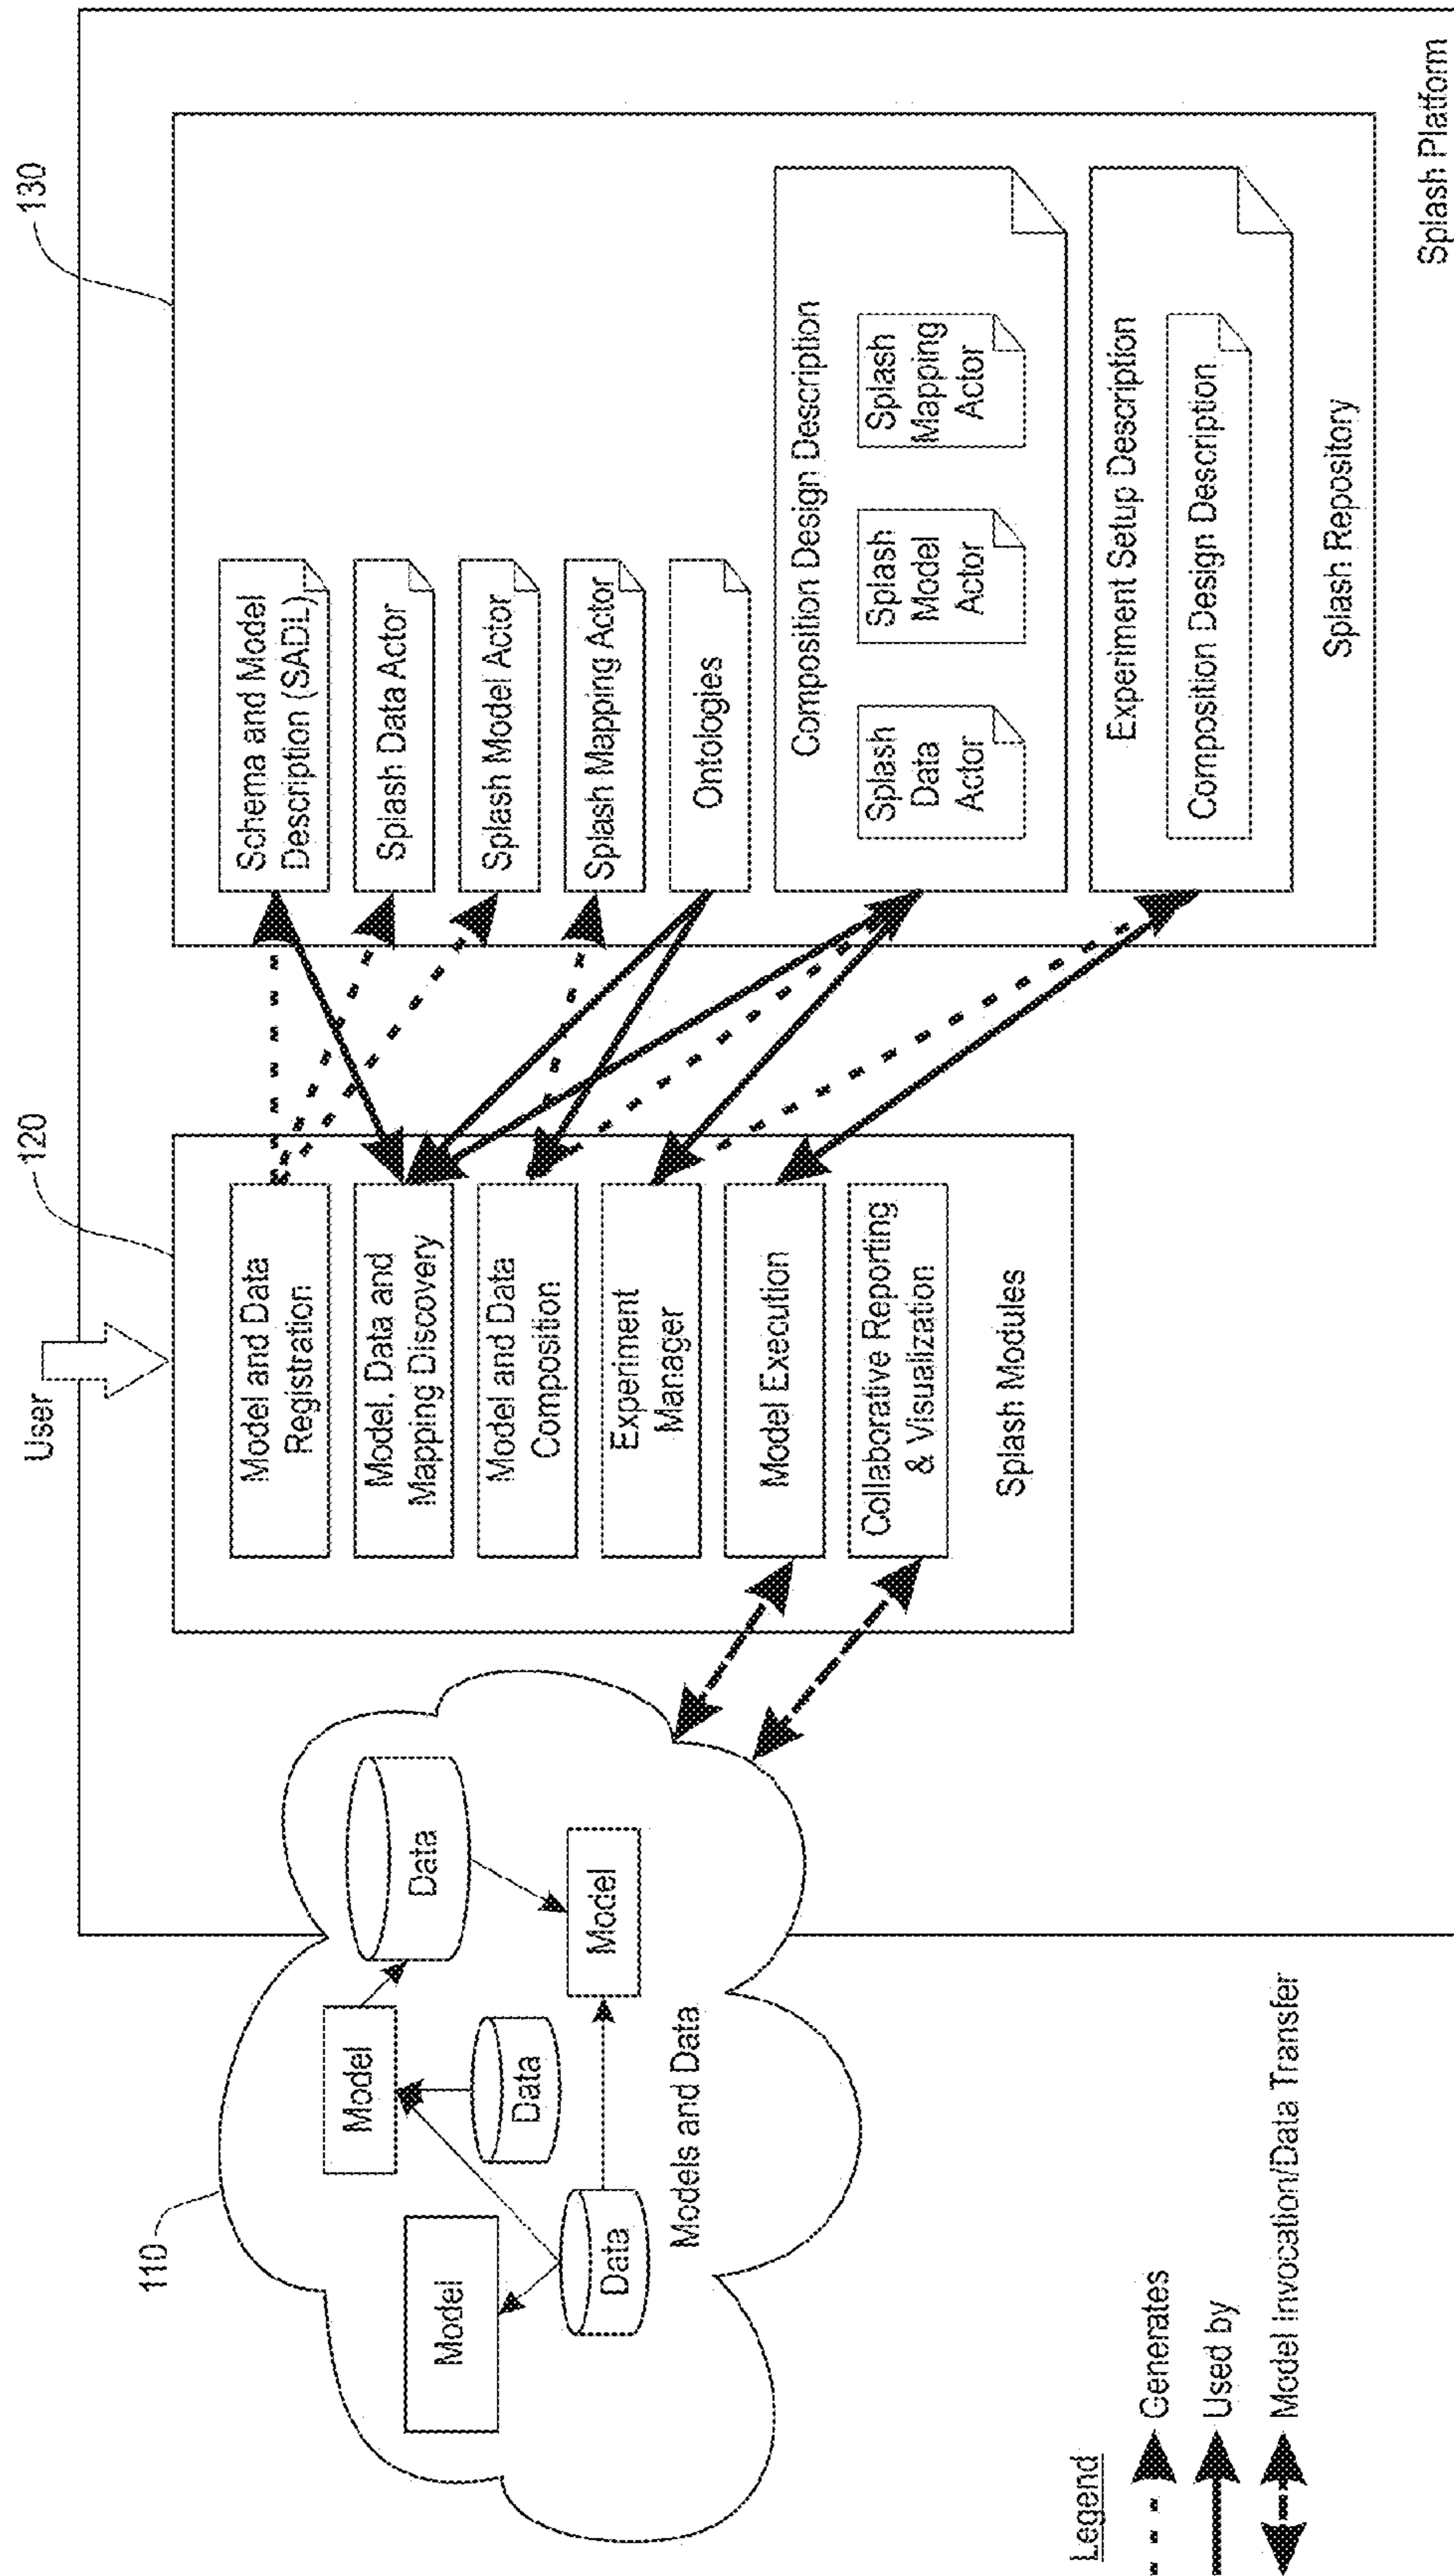 110
Model
Model
Data
Data
Data
Model
Models and Data
User
120
Model and Data
Registration
Model, Data and
Mapping Discovery
Model and Data
Composition
Experiment
Manager
Model Execution
Collaborative Reporting
& Visualization
Splash Modules
130
Schema and Model
Description (SADL)
Splash Data Actor
Splash Model Actor
Splash Mapping Actor
Ontologies
Composition Design Description
Splash
Data
Actor
Splash
Model
Actor
Splash
Mapping
Actor
Experiment Setup Description
Composition Design Description
Splash Repository
Splash Platform
Legend
Generates
Used by
Model Invocation/Data Transfer